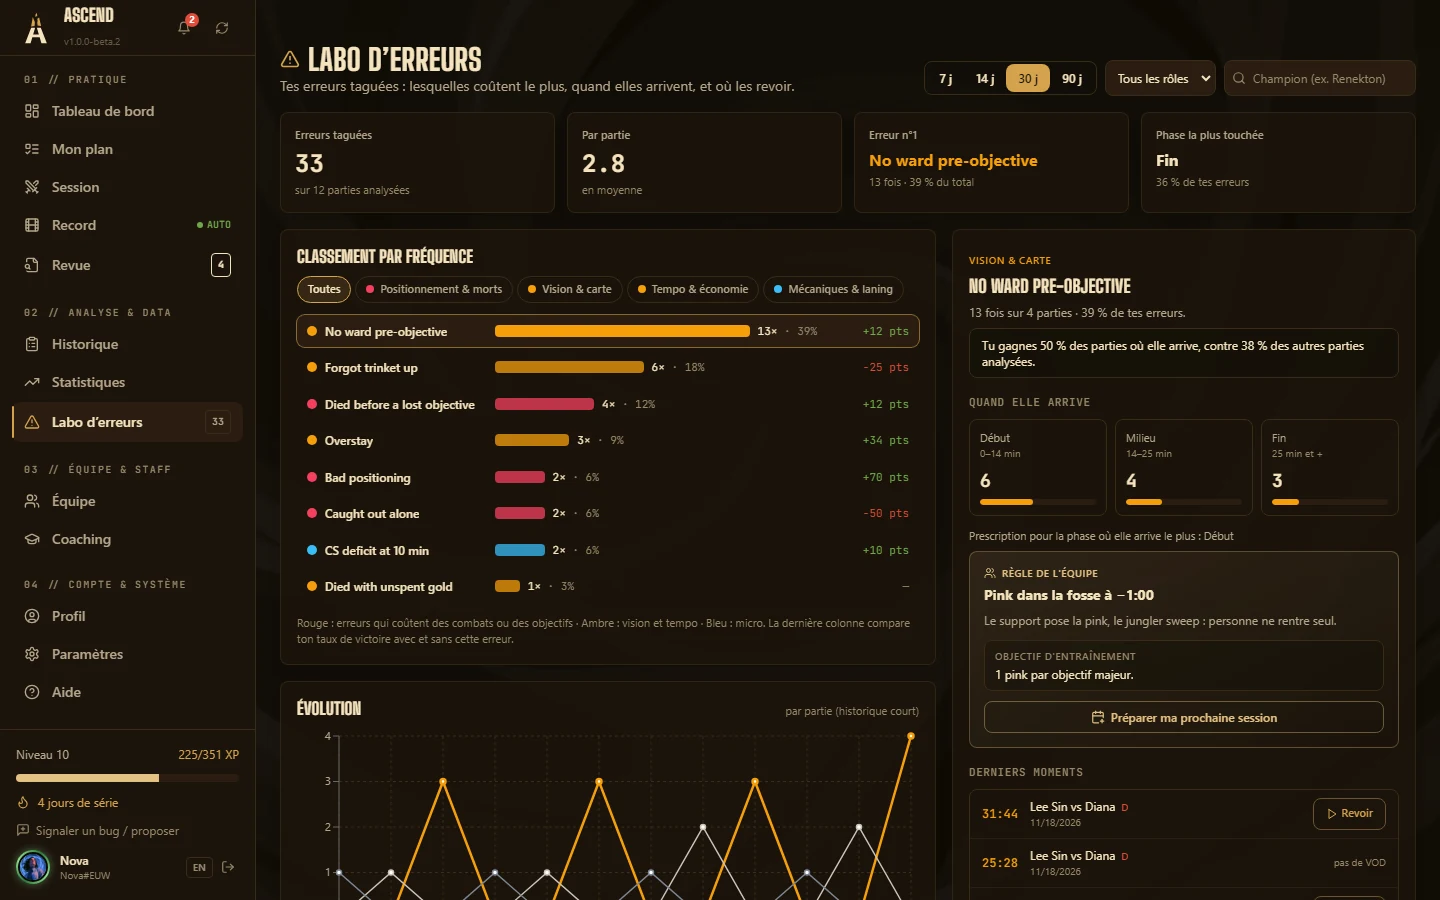 ASCEND
v1.0.0-beta.2
2
01 // PRATIQUE
Tableau de bord
Mon plan
Session
Record
AUTO
Revue
4
02 // ANALYSE & DATA
Historique
Statistiques
Labo d'erreurs
33
03 // ÉQUIPE & STAFF
Équipe
Coaching
04 // COMPTE & SYSTÈME
Profil
Paramètres
Aide
Niveau 10
225/351 XP
4 jours de série
Signaler un bug / proposer
Nova
Nova#EUW
EN
LABO D'ERREURS
Tes erreurs taguées : lesquelles coûtent le plus, quand elles arrivent, et où les revoir.
7 j
14 j
30 j
90 j
Tous les rôles
Champion (ex. Renekton)
Erreurs taguées
33
sur 12 parties analysées
Par partie
2.8
en moyenne
Erreur n°1
No ward pre-objective
13 fois · 39 % du total
Phase la plus touchée
Fin
36 % de tes erreurs
CLASSEMENT PAR FRÉQUENCE
Toutes
Positionnement & morts
Vision & carte
Tempo & économie
Mécaniques & laning
No ward pre-objective 13× · 39% +12 pts
Forgot trinket up 6× · 18% -25 pts
Died before a lost objective 4× · 12% +12 pts
Overstay 3× · 9% +34 pts
Bad positioning 2× · 6% +70 pts
Caught out alone 2× · 6% -50 pts
CS deficit at 10 min 2× · 6% +10 pts
Died with unspent gold 1× · 3% —
Rouge : erreurs qui coûtent des combats ou des objectifs · Ambre : vision et tempo · Bleu : micro. La dernière colonne compare
ton taux de victoire avec et sans cette erreur.
ÉVOLUTION
par partie (historique court)
4
3
2
1
VISION & CARTE
NO WARD PRE-OBJECTIVE
13 fois sur 4 parties · 39 % de tes erreurs.
Tu gagnes 50 % des parties où elle arrive, contre 38 % des autres parties
analysées.
QUAND ELLE ARRIVE
Début
0–14 min
6
Milieu
14–25 min
4
Fin
25 min et +
3
Prescription pour la phase où elle arrive le plus : Début
RÈGLE DE L'ÉQUIPE
Pink dans la fosse à −1:00
Le support pose la pink, le jungler sweep : personne ne rentre seul.
OBJECTIF D'ENTRAÎNEMENT
1 pink par objectif majeur.
Préparer ma prochaine session
DERNIERS MOMENTS
31:44
Lee Sin vs Diana D
11/18/2026
Revoir
25:28
Lee Sin vs Diana D
11/18/2026
pas de VOD